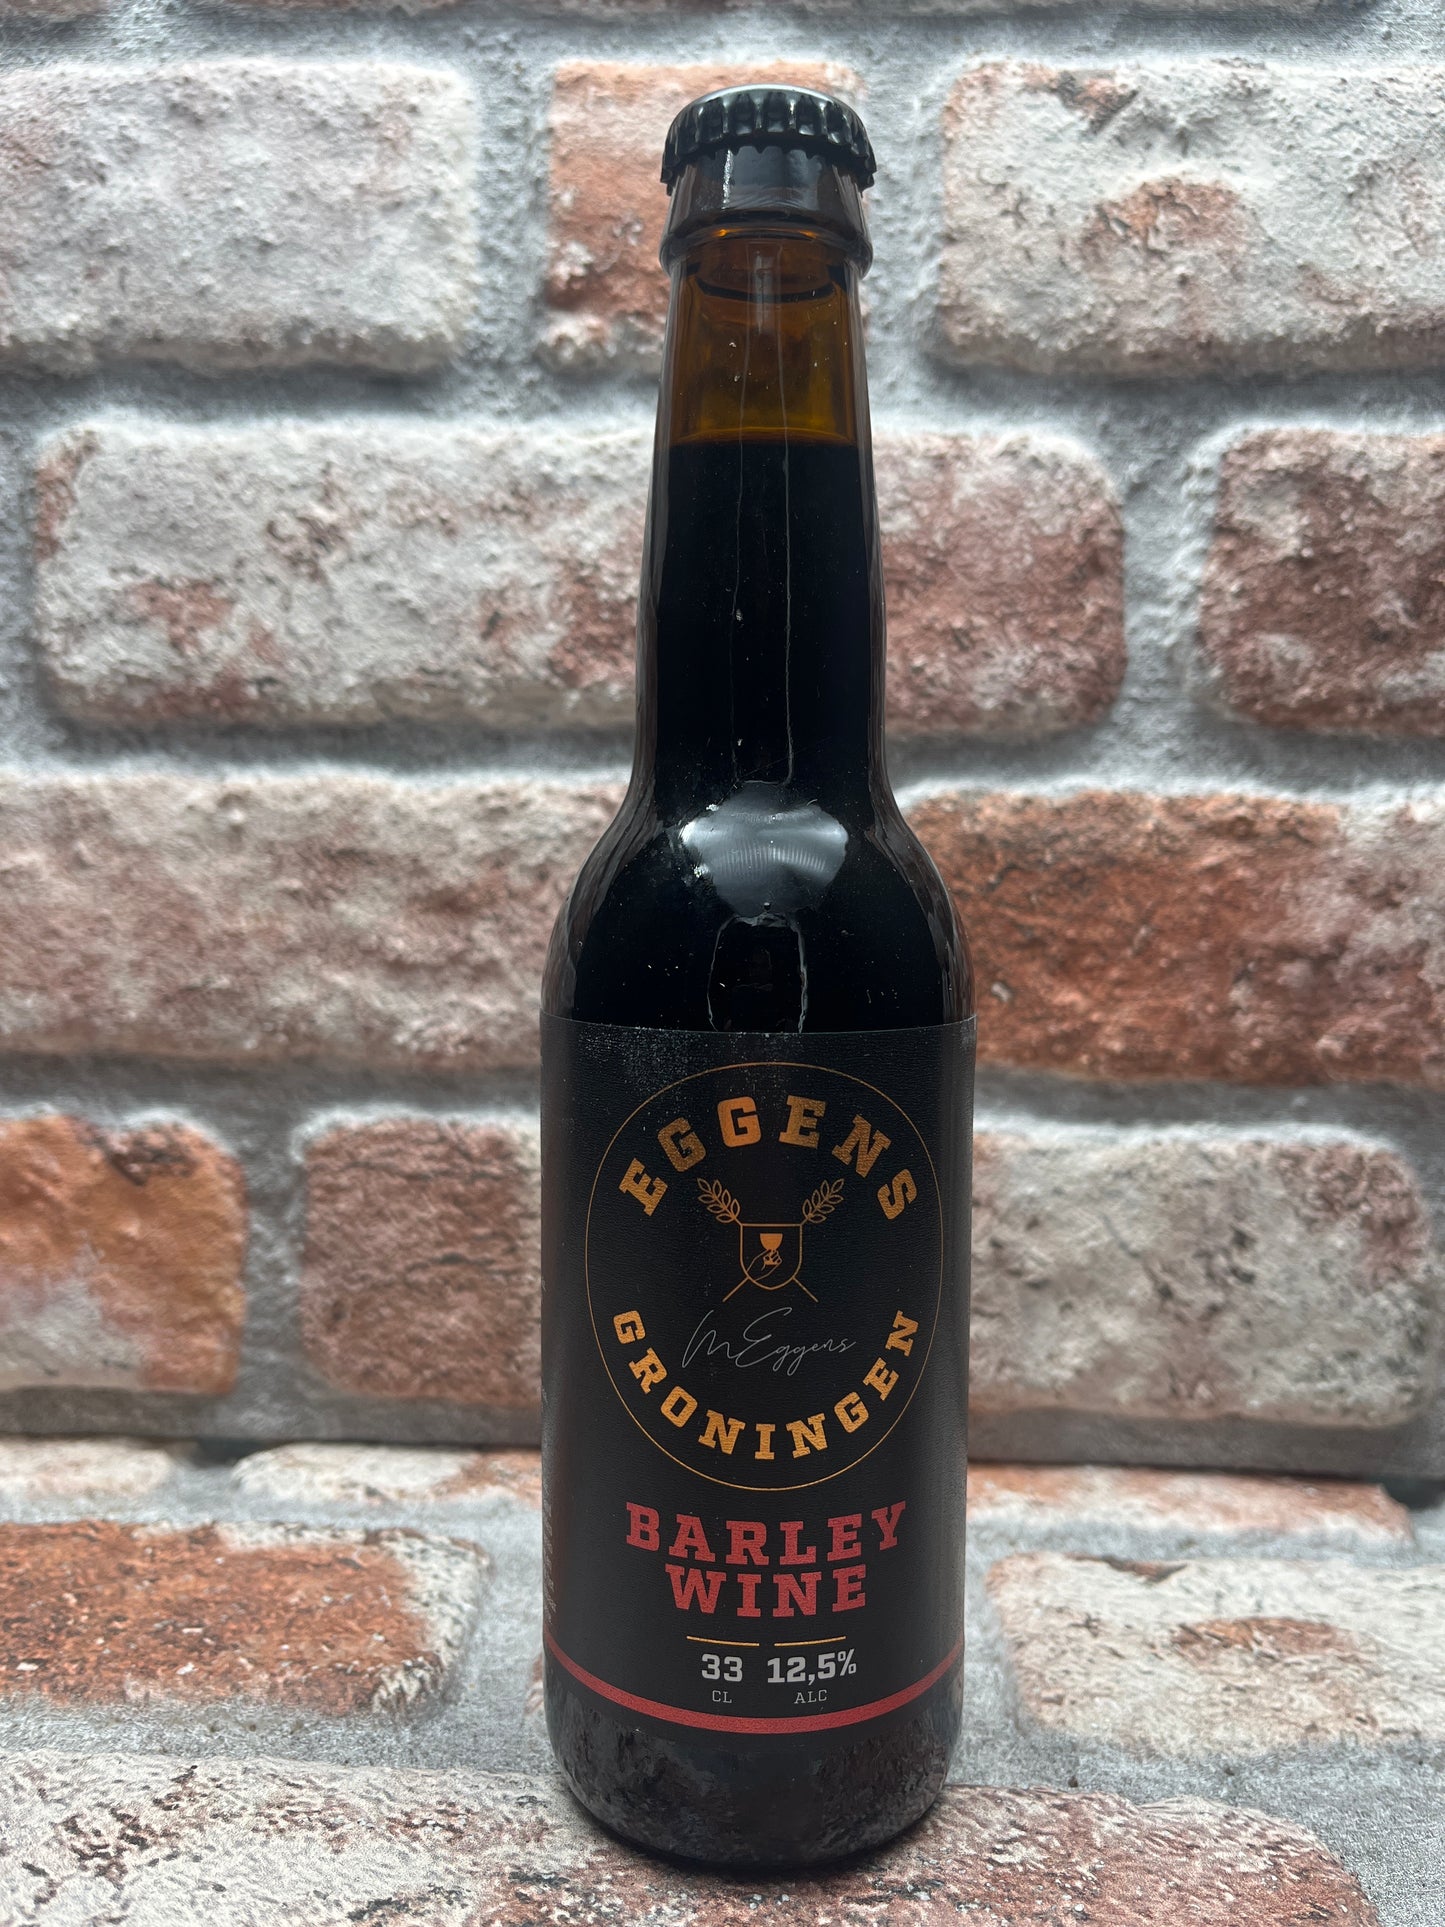 EGGENS
MEggens
GRONINGEN
BARLEY
WINE
33 12,5%
CL ALC